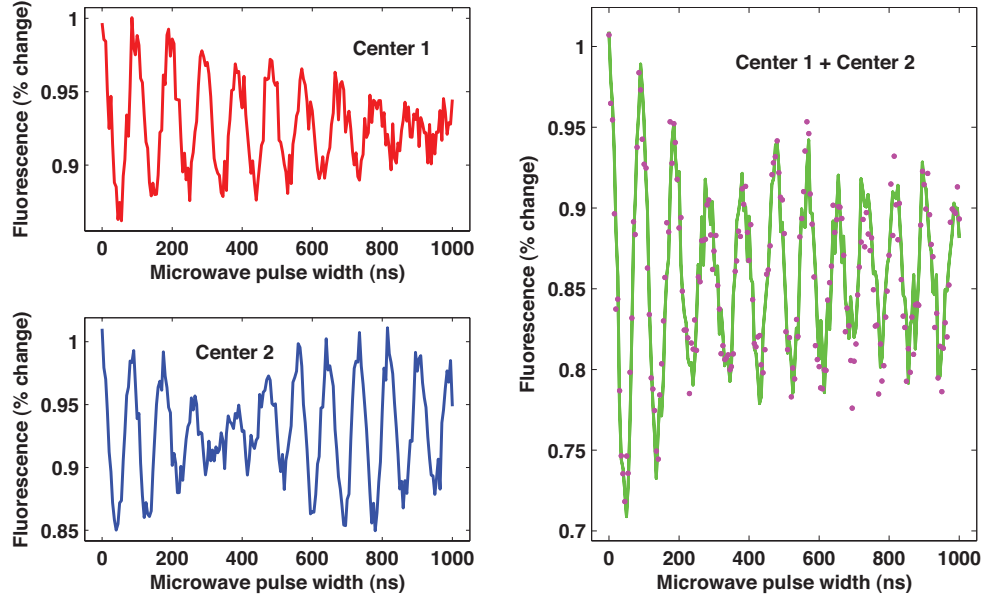 Center 1
Fluorescence (% change)
1
0.95
0.9
0 200 400 600 800 1000
Microwave pulse width (ns)
Center 2
Fluorescence (% change)
1
0.95
0.9
0.85
0 200 400 600 800 1000
Microwave pulse width (ns)
Center 1 + Center 2
Fluorescence (% change)
1
0.95
0.9
0.85
0.8
0.75
0.7
0 200 400 600 800 1000
Microwave pulse width (ns)